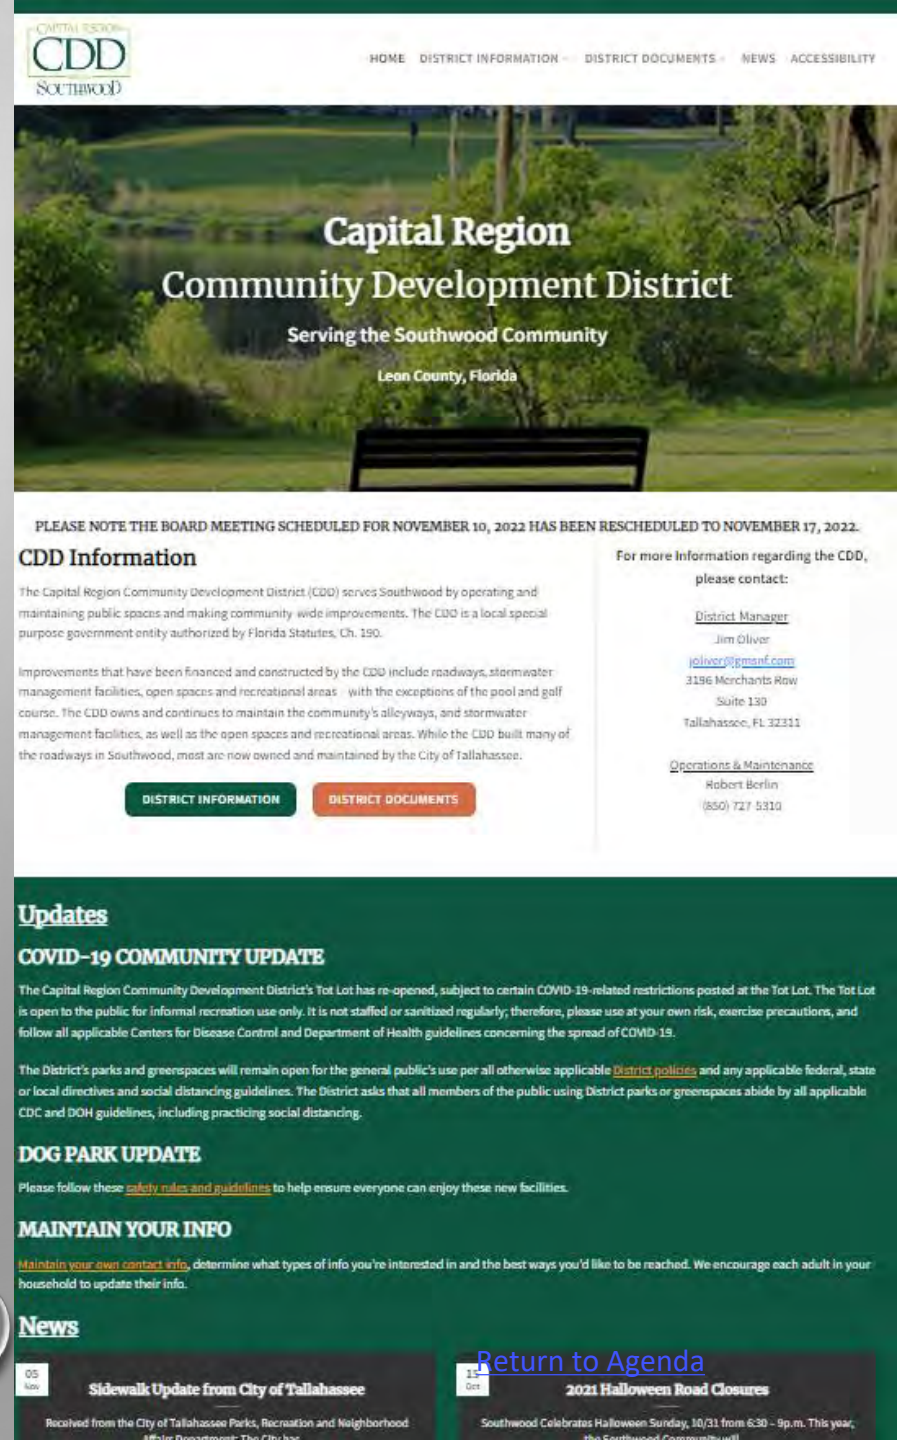 CAPITAL REGION
CDD
SOUTHWOOD
HOME DISTRICT INFORMATION DISTRICT DOCUMENTS NEWS ACCESSIBILITY
Capital Region
Community Development District
Serving the Southwood Community
Leon County, Florida
PLEASE NOTE THE BOARD MEETING SCHEDULED FOR NOVEMBER 10, 2022 HAS BEEN RESCHEDULED TO NOVEMBER 17, 2022.
CDD Information
The Capital Region Community Development District (CDD) serves Southwood by operating and
maintaining public spaces and making community-wide improvements. The CDD is a local special
purpose government entity authorized by Florida Statutes, Ch. 190.
Improvements that have been financed and constructed by the CDD include roadways, stormwater
management facilities, open spaces and recreational areas – with the exceptions of the pool and golf
course. The CDD owns and continues to maintain the community's alleyways, and stormwater
management facilities, as well as the open spaces and recreational areas. While the CDD built many of
the roadways in Southwood, most are now owned and maintained by the City of Tallahassee.
DISTRICT INFORMATION DISTRICT DOCUMENTS
For more information regarding the CDD,
please contact:
District Manager
Jim Oliver
joliver@gmsnf.com
3196 Merchants Row
Suite 130
Tallahassee, FL 32311
Operations & Maintenance
Robert Berlin
(850) 727-5310
Updates
COVID-19 COMMUNITY UPDATE
The Capital Region Community Development District's Tot Lot has re-opened, subject to certain COVID-19-related restrictions posted at the Tot Lot. The Tot Lot
is open to the public for informal recreation use only. It is not staffed or sanitized regularly; therefore, please use at your own risk, exercise precautions, and
follow all applicable Centers for Disease Control and Department of Health guidelines concerning the spread of COVID-19.
The District's parks and greenspaces will remain open for the general public's use per all otherwise applicable District policies and any applicable federal, state
or local directives and social distancing guidelines. The District asks that all members of the public using District parks or greenspaces abide by all applicable
CDC and DOH guidelines, including practicing social distancing.
DOG PARK UPDATE
Please follow these safety rules and guidelines to help ensure everyone can enjoy these new facilities.
MAINTAIN YOUR INFO
Maintain your own contact info, determine what types of info you're interested in and the best ways you'd like to be reached. We encourage each adult in your
household to update their info.
News
Return to Agenda
05
Nov
Sidewalk Update from City of Tallahassee
Received from the City of Tallahassee Parks, Recreation and Neighborhood
Affairs Department: The City has
15
Oct
2021 Halloween Road Closures
Southwood Celebrates Halloween Sunday, 10/31 from 6:30 – 9p.m. This year,
the Southwood Community will